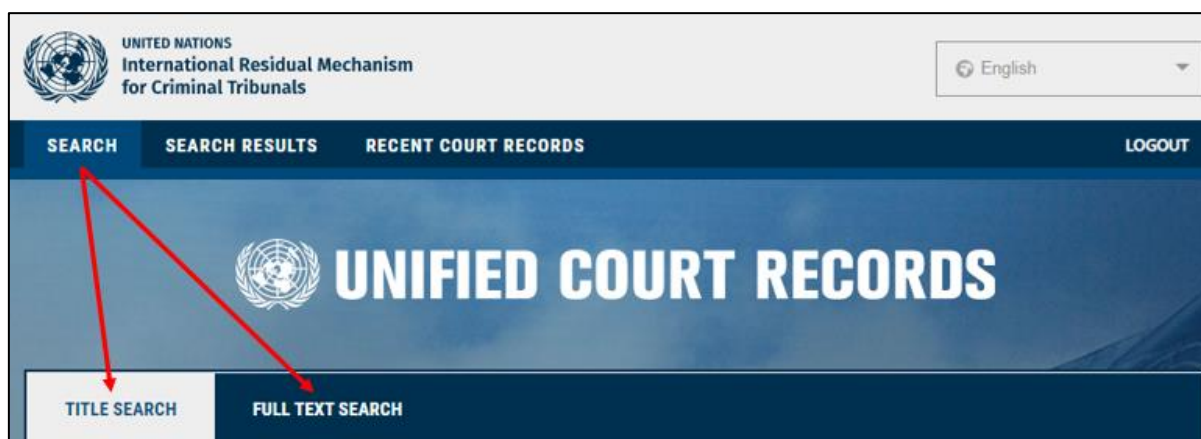 UNITED NATIONS
International Residual Mechanism
for Criminal Tribunals
English
SEARCH SEARCH RESULTS RECENT COURT RECORDS LOGOUT
UNIFIED COURT RECORDS
TITLE SEARCH FULL TEXT SEARCH